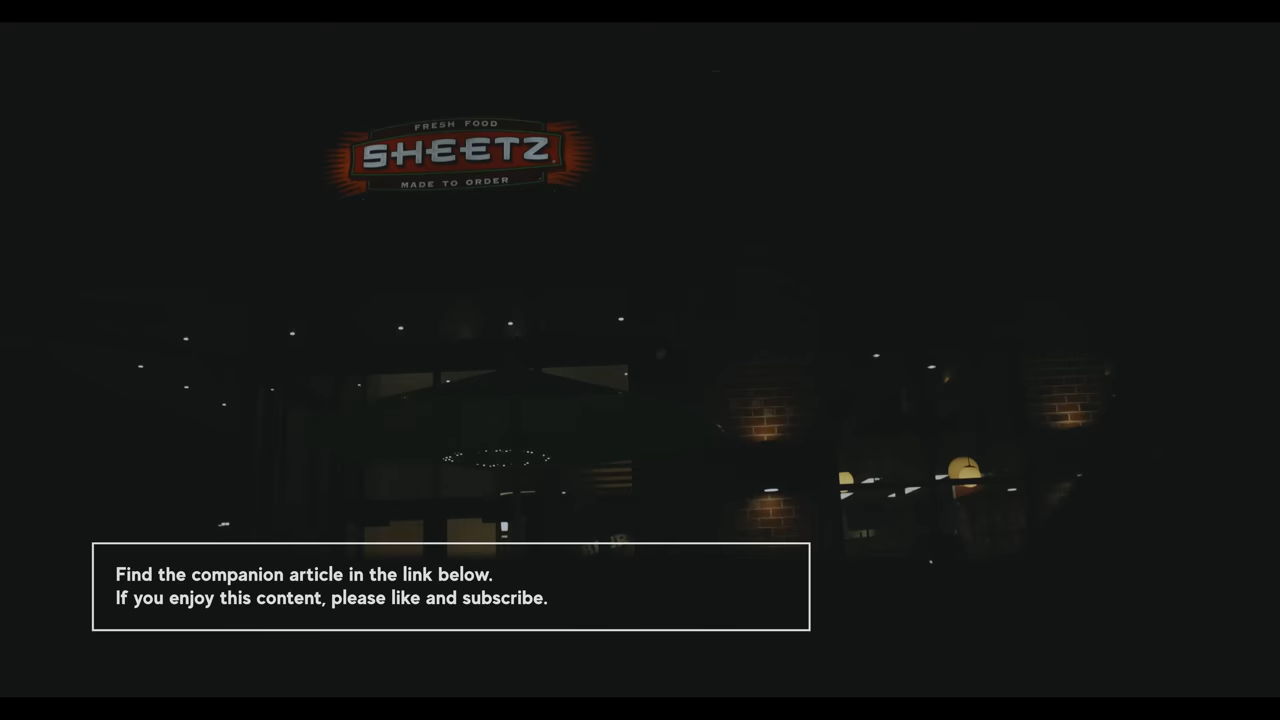 FRESH FOOD
SHEETZ
MADE TO ORDER
Find the companion article in the link below.
If you enjoy this content, please like and subscribe.